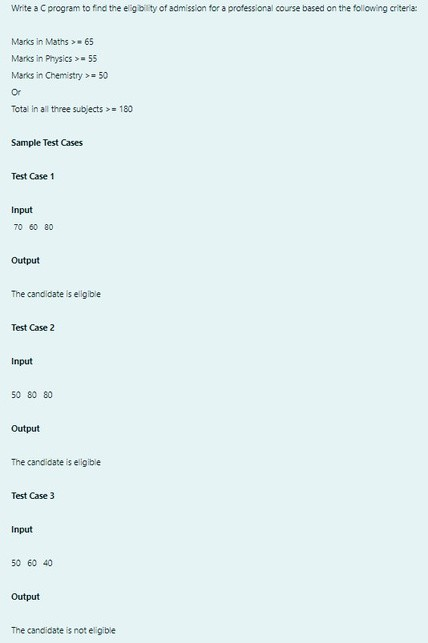 Write a C program to find the eligibility of admission for a professional course based on the following criteria:
Marks in Maths >= 65
Marks in Physics >= 55
Marks in Chemistry >= 50
Or
Total in all three subjects >= 180
Sample Test Cases
Test Case 1
Input
70 60 80
Output
The candidate is eligible
Test Case 2
Input
50 80 80
Output
The candidate is eligible
Test Case 3
Input
50 60 40
Output
The candidate is not eligible